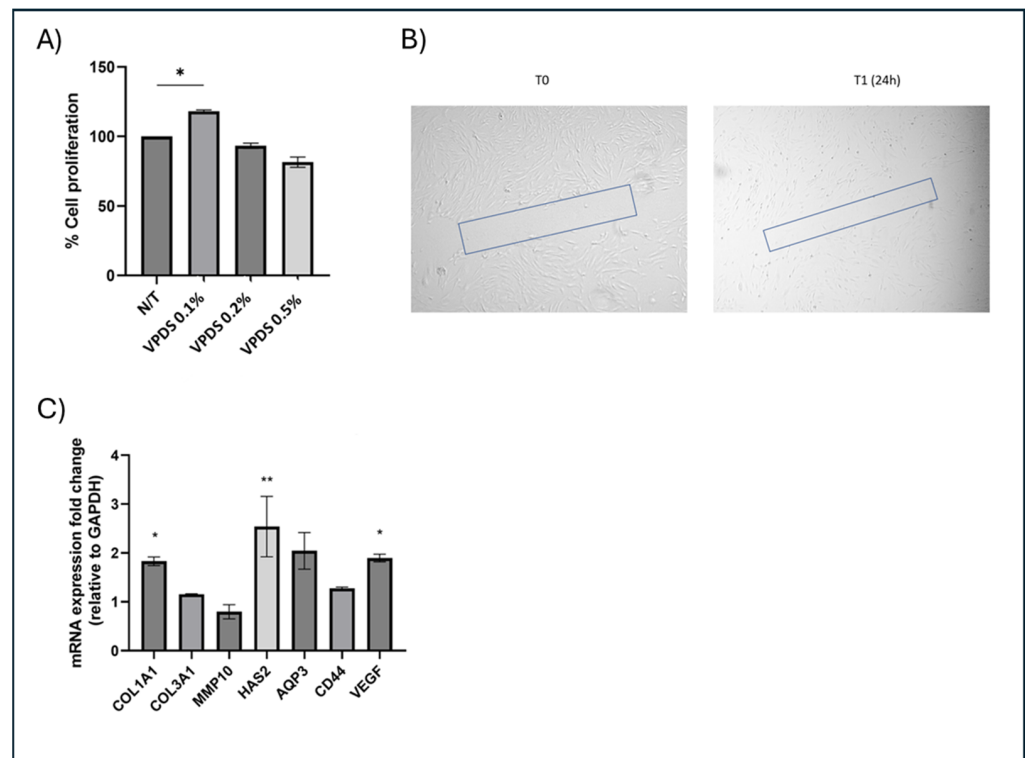 A)
B)
*
150
100
50
0
% Cell proliferation
N/T
VPDS 0.1%
VPDS 0.2%
VPDS 0.5%
T0
T1 (24h)
C)
mRNA expression fold change
(relative to GAPDH)
4
3
2
1
0
*
**
*
COL1A1
COL3A1
MMP10
HAS2
AQP3
CD44
VEGF